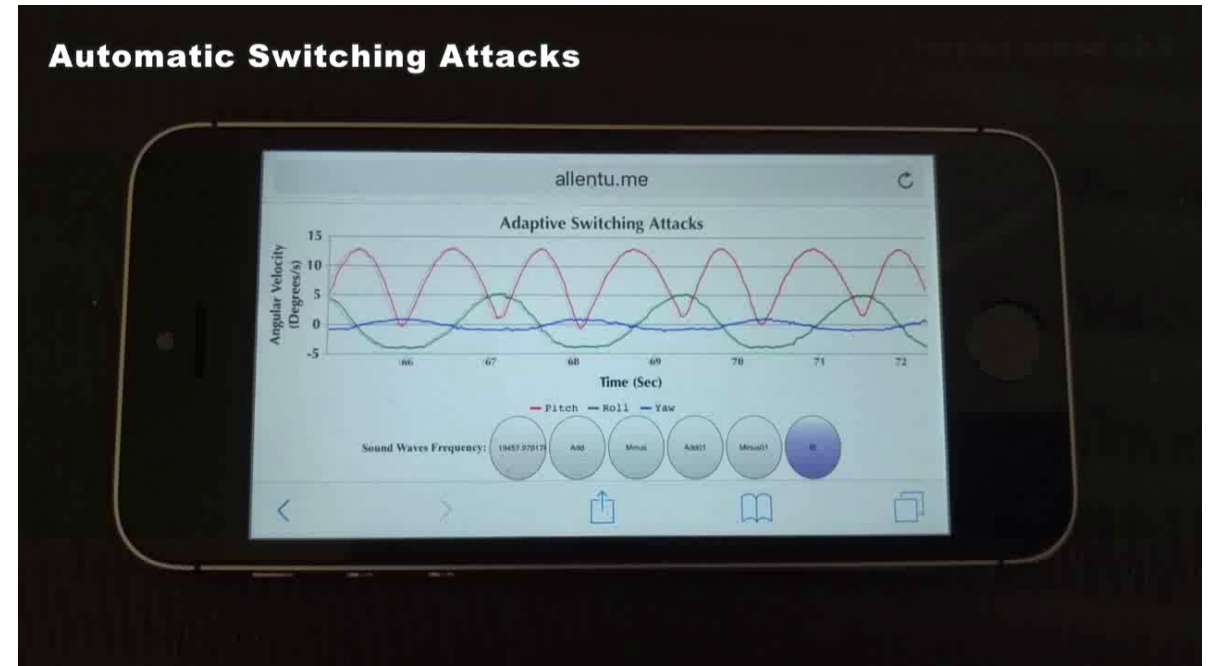 Automatic Switching Attacks
allentu.me
Adaptive Switching Attacks
Angular Velocity
(Degrees/s)
15
10
5
0
-5
66 67 68 69 70 71 72
Time (Sec)
Pitch Roll Yaw
Sound Waves Frequency: Add Minus Add01 Minus01